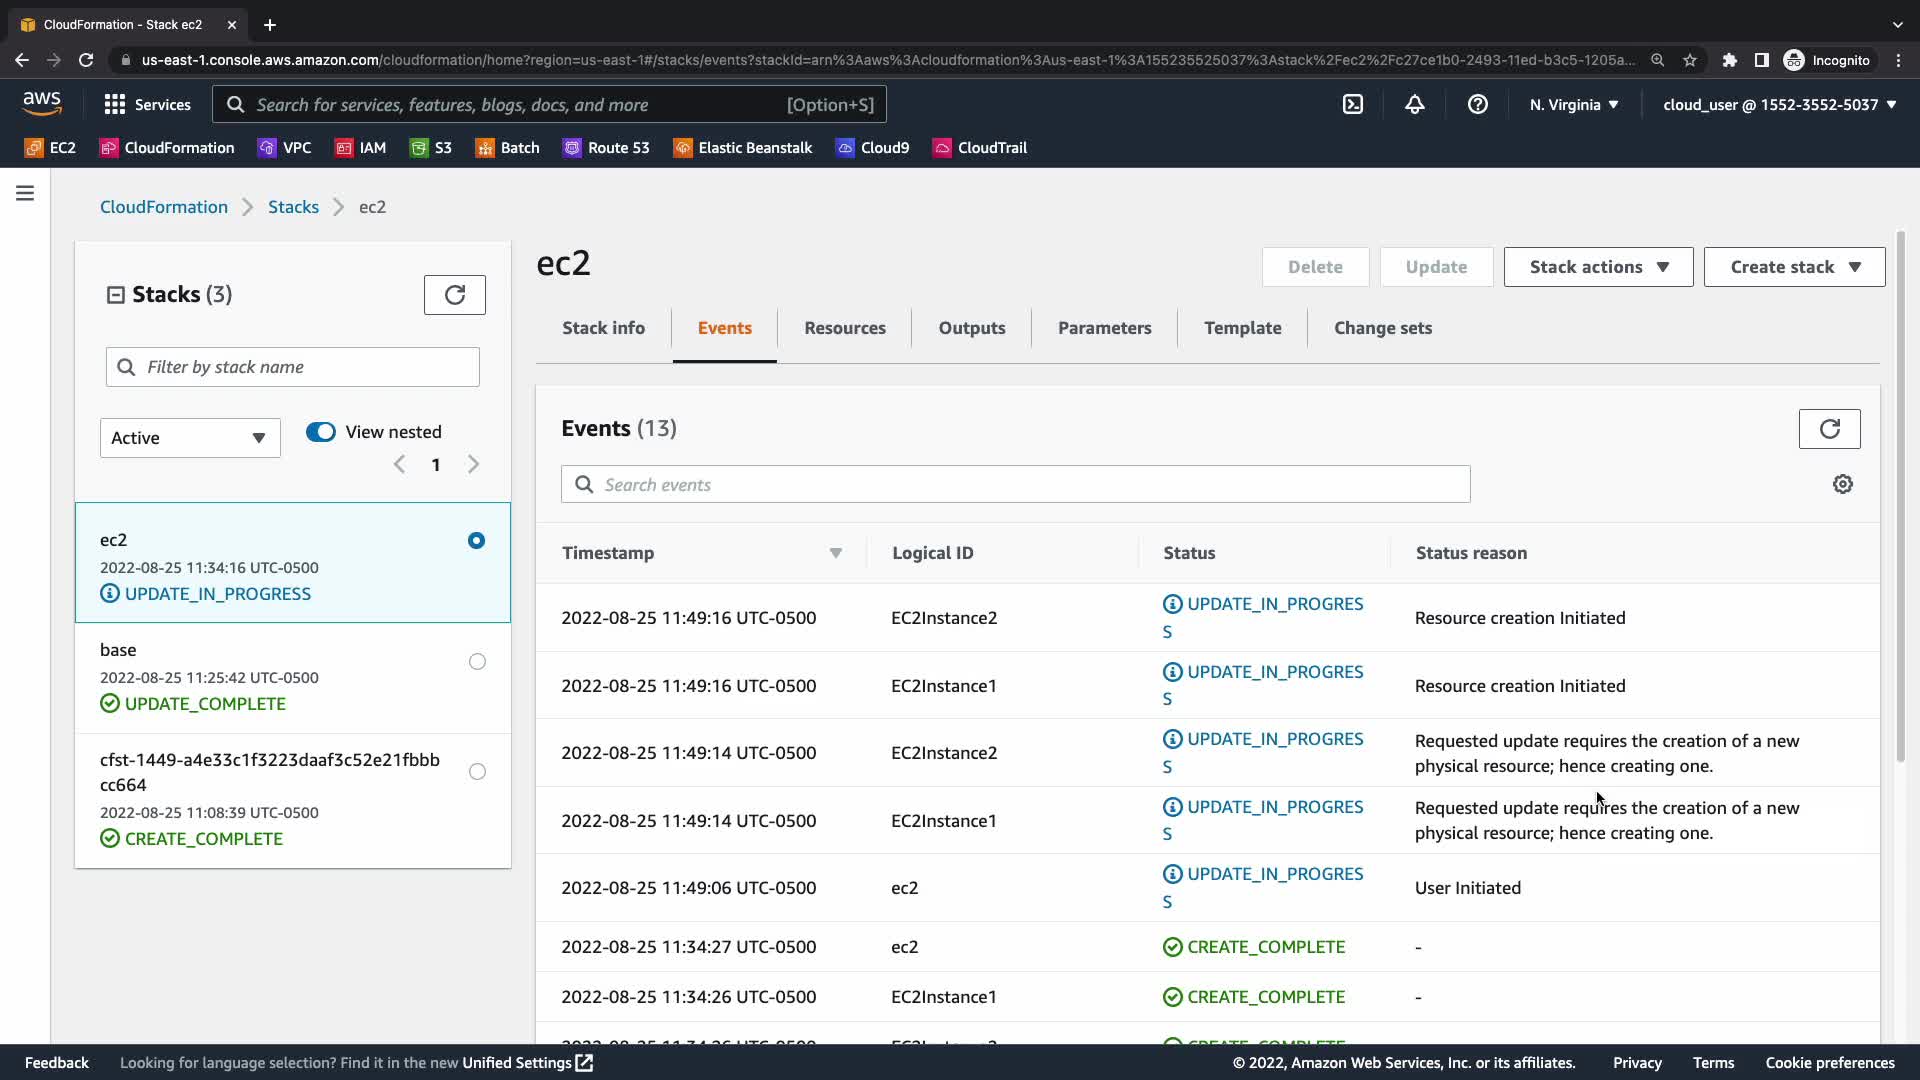 CloudFormation - Stack ec2
us-east-1.console.aws.amazon.com/cloudformation/home?region=us-east-1#/stacks/events?stackId=arn%3Aaws%3Acloudformation%3Aus-east-1%3A155235525037%3Astack%2Fec2%2Fc27ce1b0-2493-11ed-b3c5-1205a...
Incognito
aws
Services
Search for services, features, blogs, docs, and more
[Option+S]
N. Virginia
cloud_user @ 1552-3552-5037
EC2
CloudFormation
VPC
IAM
S3
Batch
Route 53
Elastic Beanstalk
Cloud9
CloudTrail
CloudFormation
Stacks
ec2
Stacks (3)
Filter by stack name
Active
View nested
1
ec2
2022-08-25 11:34:16 UTC-0500
UPDATE_IN_PROGRESS
base
2022-08-25 11:25:42 UTC-0500
UPDATE_COMPLETE
cfst-1449-a4e33c1f3223daaf3c52e21fbbb
cc664
2022-08-25 11:08:39 UTC-0500
CREATE_COMPLETE
ec2
Delete
Update
Stack actions
Create stack
Stack info
Events
Resources
Outputs
Parameters
Template
Change sets
Events (13)
Search events
Timestamp
Logical ID
Status
Status reason
2022-08-25 11:49:16 UTC-0500
EC2Instance2
UPDATE_IN_PROGRES
S
Resource creation Initiated
2022-08-25 11:49:16 UTC-0500
EC2Instance1
UPDATE_IN_PROGRES
S
Resource creation Initiated
2022-08-25 11:49:14 UTC-0500
EC2Instance2
UPDATE_IN_PROGRES
S
Requested update requires the creation of a new
physical resource; hence creating one.
2022-08-25 11:49:14 UTC-0500
EC2Instance1
UPDATE_IN_PROGRES
S
Requested update requires the creation of a new
physical resource; hence creating one.
2022-08-25 11:49:06 UTC-0500
ec2
UPDATE_IN_PROGRES
S
User Initiated
2022-08-25 11:34:27 UTC-0500
ec2
CREATE_COMPLETE
-
2022-08-25 11:34:26 UTC-0500
EC2Instance1
CREATE_COMPLETE
-
Feedback
Looking for language selection? Find it in the new Unified Settings
© 2022, Amazon Web Services, Inc. or its affiliates.
Privacy
Terms
Cookie preferences